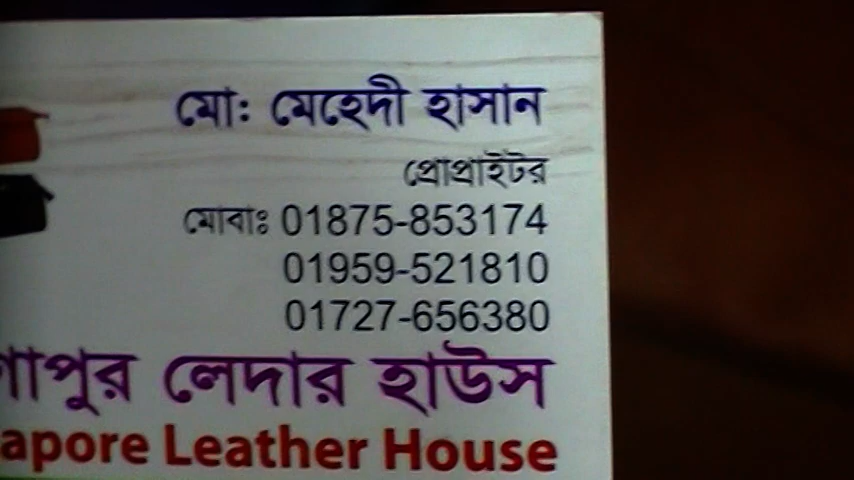 মো: মেহেদী হাসান
প্রোপ্রাইটর
মোবাঃ 01875-853174
01959-521810
01727-656380
লেদার হাউস
Leather House